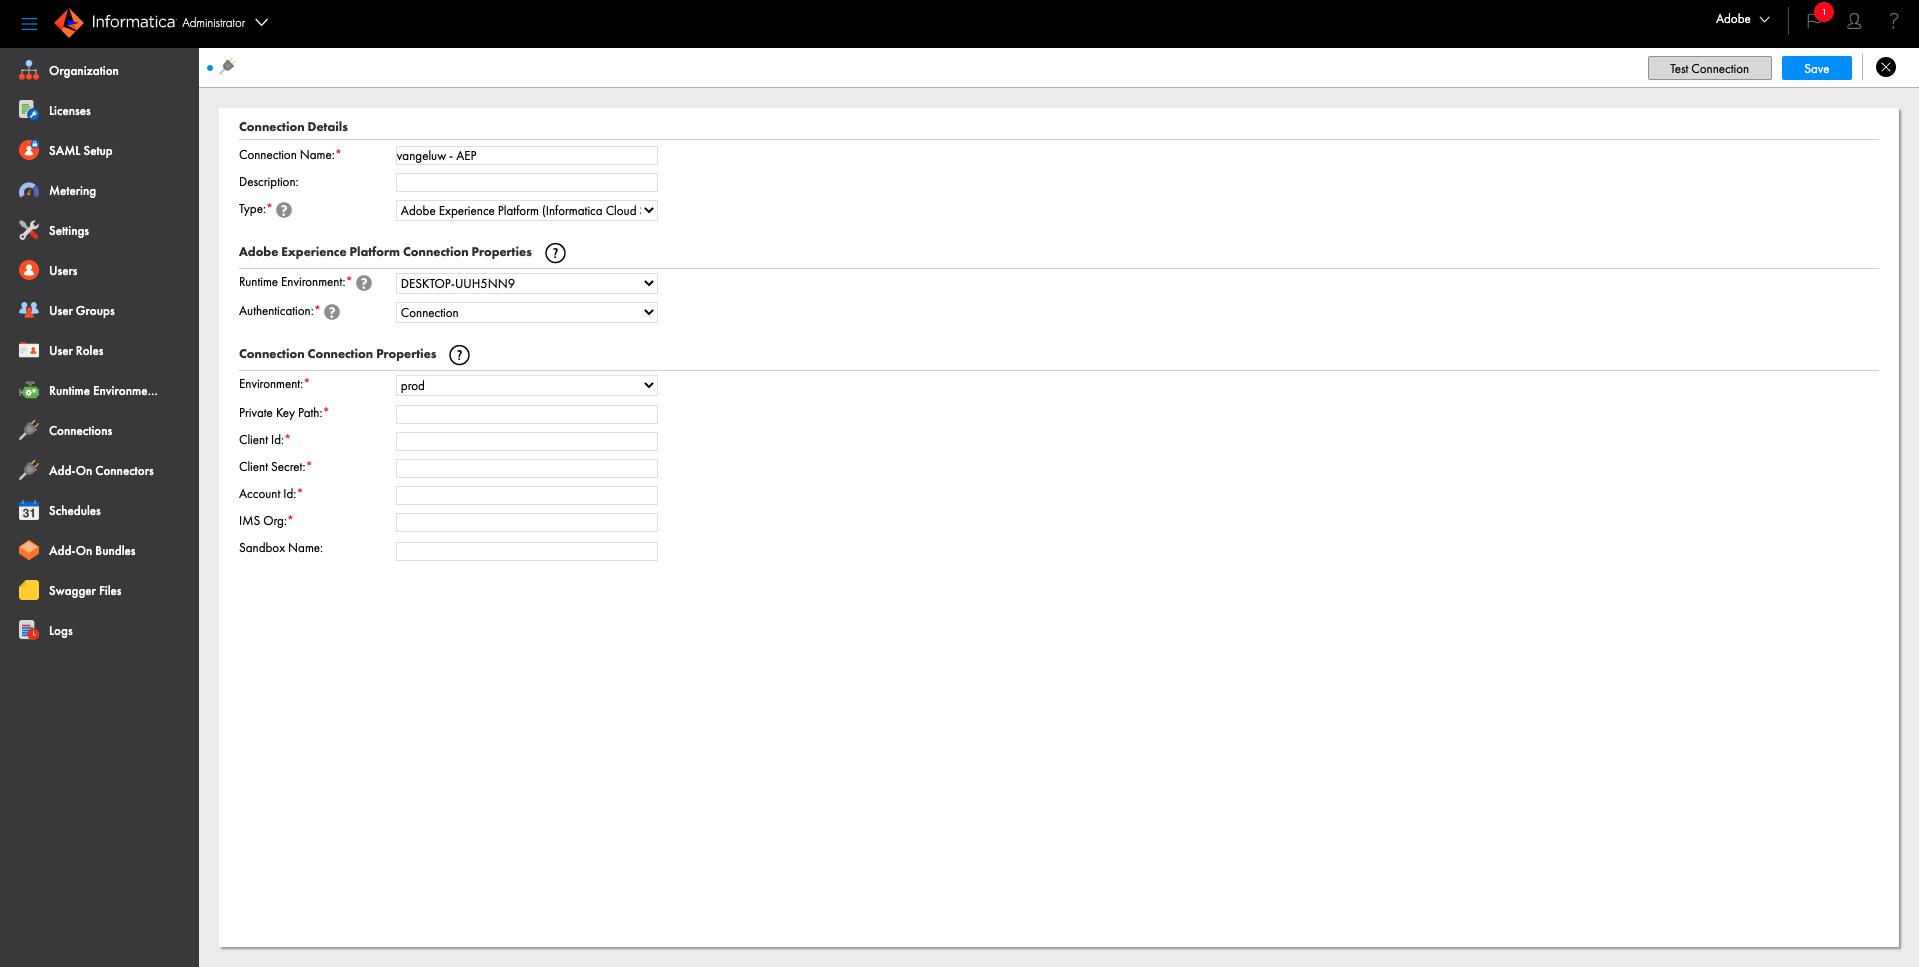 Informatica Administrator
Adobe
1
?
Organization
Licenses
SAML Setup
Metering
Settings
Users
User Groups
User Roles
Runtime Environme...
Connections
Add-On Connectors
31
Schedules
Add-On Bundles
Swagger Files
Logs
Test Connection
Save
Connection Details
Connection Name:* vangeluw - AEP
Description:
Type:* ? Adobe Experience Platform (Informatica Cloud
Adobe Experience Platform Connection Properties ?
Runtime Environment:* ? DESKTOP-UUH5NN9
Authentication:* ? Connection
Connection Connection Properties ?
Environment:* prod
Private Key Path:*
Client Id:*
Client Secret:*
Account Id:*
IMS Org:*
Sandbox Name: